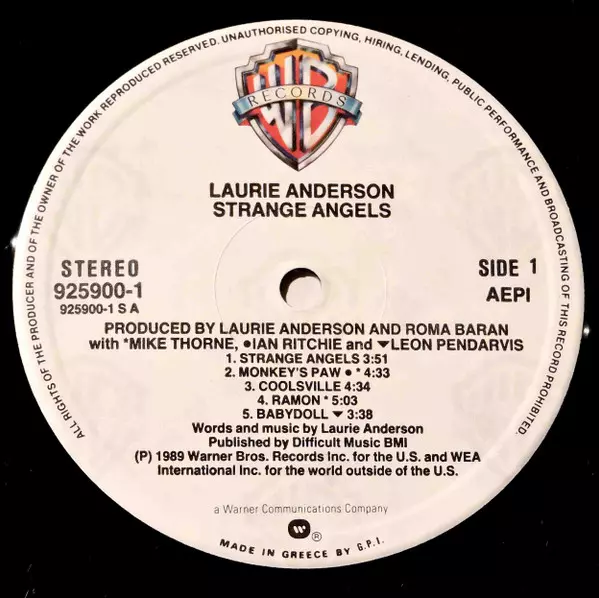 ALL RIGHTS OF THE PRODUCER AND OF THE OWNER OF THE WORK REPRODUCED RESERVED. UNAUTHORISED COPYING, HIRING, LENDING, PUBLIC PERFORMANCE AND BROADCASTING OF THIS RECORD PROHIBITED.
WB
RECORDS
LAURIE ANDERSON
STRANGE ANGELS
STEREO
925900-1
925900-1 S A
SIDE 1
AEPI
PRODUCED BY LAURIE ANDERSON AND ROMA BARAN
with *MIKE THORNE, ●IAN RITCHIE and ▼LEON PENDARVIS
1. STRANGE ANGELS 3:51
2. MONKEY'S PAW ● * 4:33
3. COOLSVILLE 4:34
4. RAMON * 5:03
5. BABYDOLL ▼ 3:38
Words and music by Laurie Anderson
Published by Difficult Music BMI
(P) 1989 Warner Bros. Records Inc. for the U.S. and WEA
International Inc. for the world outside of the U.S.
a Warner Communications Company
®
MADE IN GREECE BY G.P.I.